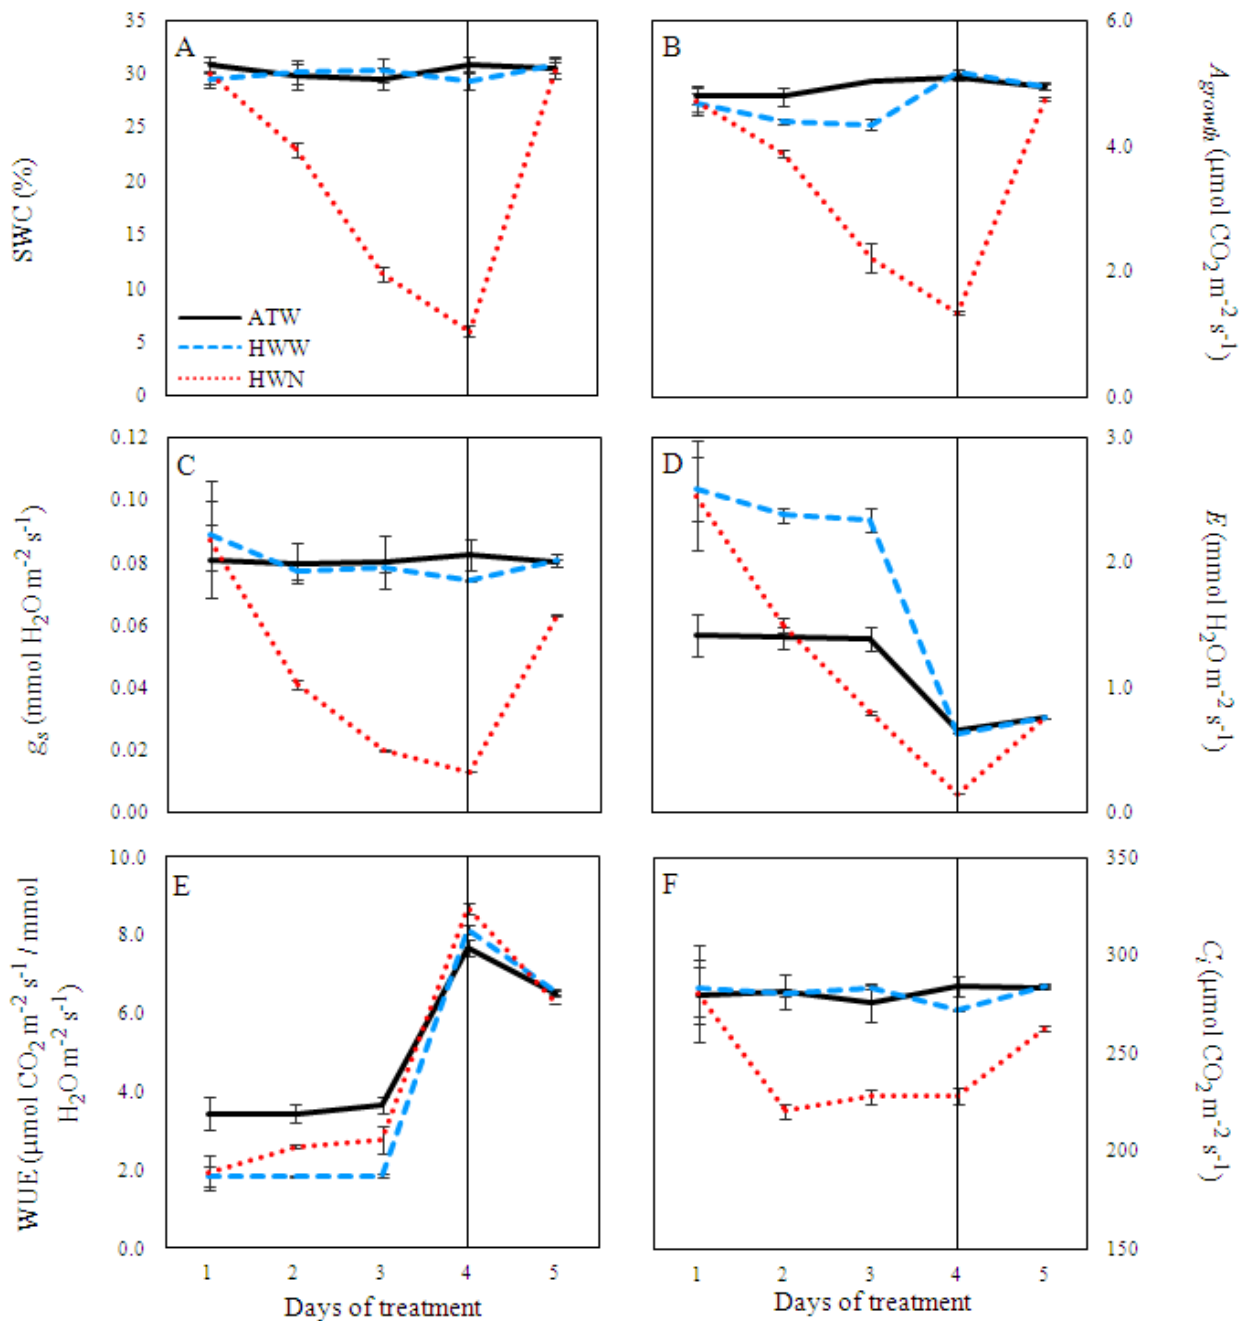 A
35
30
25
20
15
10
5
0
SWC (%)
ATW
HWW
HWN
B
6.0
4.0
2.0
0.0
Agrowth (μmol CO2 m-2 s-1)
C
0.12
0.10
0.08
0.06
0.04
0.02
0.00
gs (mmol H2O m-2 s-1)
D
3.0
2.0
1.0
0.0
E (mmol H2O m-2 s-1)
E
10.0
8.0
6.0
4.0
2.0
0.0
WUE (μmol CO2 m-2 s-1 / mmol
H2O m-2 s-1)
1 2 3 4 5
Days of treatment
F
350
300
250
200
150
Ci (μmol CO2 m-2 s-1)
1 2 3 4 5
Days of treatment